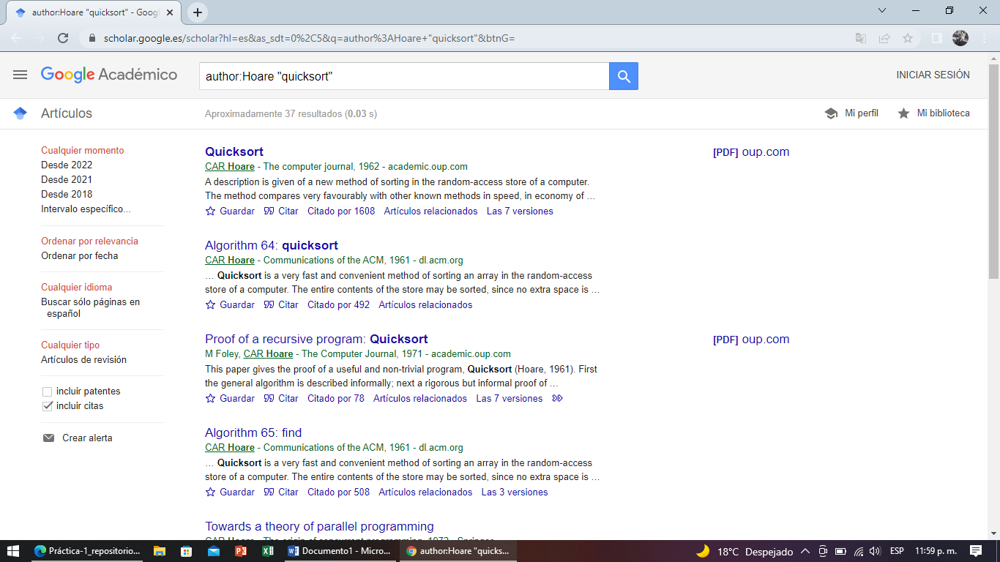 author:Hoare "quicksort" - Goog
scholar.google.es/scholar?hl=es&as_sdt=0%2C5&q=author%3AHoare+"quicksort"&btnG=
Google Académico
author:Hoare "quicksort"
INICIAR SESIÓN
Artículos
Aproximadamente 37 resultados (0.03 s)
Mi perfil
Mi biblioteca
Cualquier momento
Desde 2022
Desde 2021
Desde 2018
Intervalo específico...
Ordenar por relevancia
Ordenar por fecha
Cualquier idioma
Buscar sólo páginas en
español
Cualquier tipo
Artículos de revisión
incluir patentes
incluir citas
Crear alerta
Quicksort
[PDF] oup.com
CAR Hoare - The computer journal, 1962 - academic.oup.com
A description is given of a new method of sorting in the random-access store of a computer.
The method compares very favourably with other known methods in speed, in economy of …
Guardar Citar Citado por 1608 Artículos relacionados Las 7 versiones
Algorithm 64: quicksort
CAR Hoare - Communications of the ACM, 1961 - dl.acm.org
… Quicksort is a very fast and convenient method of sorting an array in the random-access
store of a computer. The entire contents of the store may be sorted, since no extra space is …
Guardar Citar Citado por 492 Artículos relacionados
Proof of a recursive program: Quicksort
[PDF] oup.com
M Foley, CAR Hoare - The Computer Journal, 1971 - academic.oup.com
This paper gives the proof of a useful and non-trivial program, Quicksort (Hoare, 1961). First
the general algorithm is described informally; next a rigorous but informal proof of …
Guardar Citar Citado por 78 Artículos relacionados Las 7 versiones
Algorithm 65: find
CAR Hoare - Communications of the ACM, 1961 - dl.acm.org
… Quicksort is a very fast and convenient method of sorting an array in the random-access
store of a computer. The entire contents of the store may be sorted, since no extra space is …
Guardar Citar Citado por 508 Artículos relacionados Las 3 versiones
Towards a theory of parallel programming
CAR Hoare - The origin of concurrent programming, 1972 - Springer
Práctica-1_repositorio...
Documento1 - Micro...
author:Hoare "quicks...
18°C Despejado
ESP
11:59 p. m.